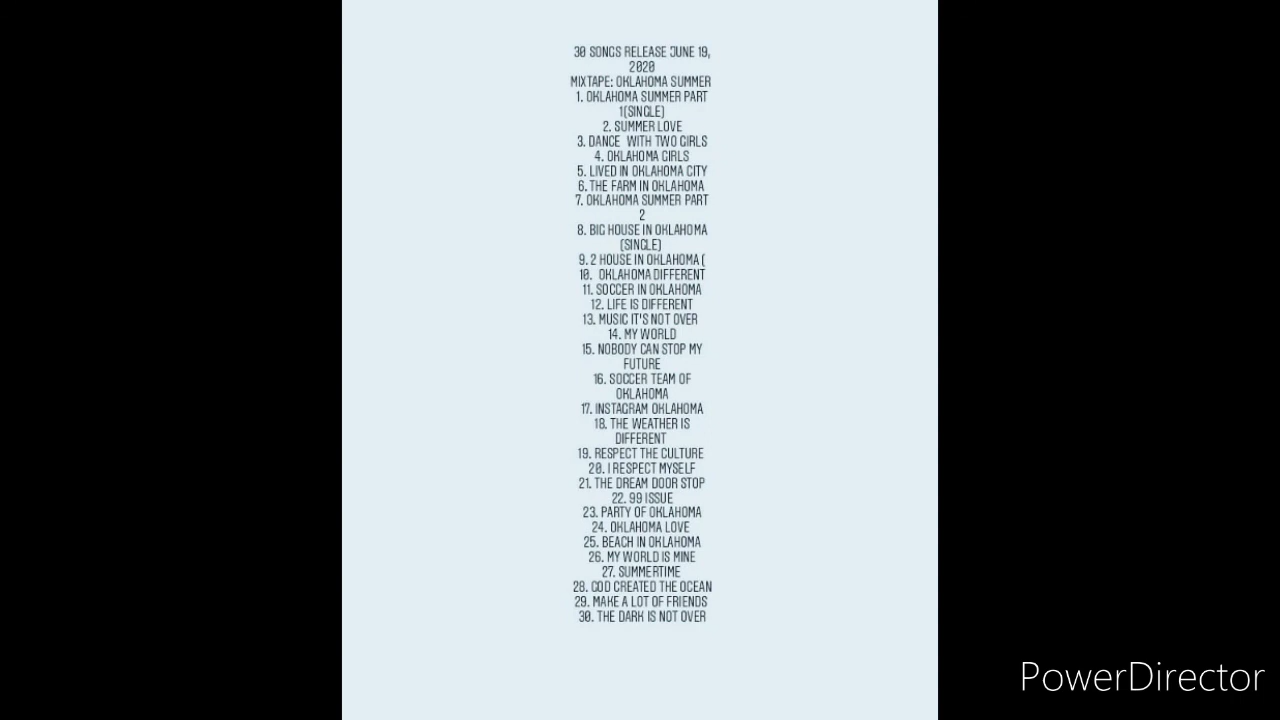 30 SONGS RELEASE JUNE 19,
2020
MIXTAPE: OKLAHOMA SUMMER
1. OKLAHOMA SUMMER PART
1(SINGLE)
2. SUMMER LOVE
3. DANCE  WITH TWO GIRLS
4. OKLAHOMA GIRLS
5. LIVED IN OKLAHOMA CITY
6. THE FARM IN OKLAHOMA
7. OKLAHOMA SUMMER PART
2
8. BIG HOUSE IN OKLAHOMA
(SINGLE)
9. 2 HOUSE IN OKLAHOMA (
10.  OKLAHOMA DIFFERENT
11. SOCCER IN OKLAHOMA
12. LIFE IS DIFFERENT
13. MUSIC IT'S NOT OVER
14. MY WORLD
15. NOBODY CAN STOP MY
FUTURE
16. SOCCER TEAM OF
OKLAHOMA
17. INSTAGRAM OKLAHOMA
18. THE WEATHER IS
DIFFERENT
19. RESPECT THE CULTURE
20. I RESPECT MYSELF
21. THE DREAM DOOR STOP
22. 99 ISSUE
23. PARTY OF OKLAHOMA
24. OKLAHOMA LOVE
25. BEACH IN OKLAHOMA
26. MY WORLD IS MINE
27. SUMMERTIME
28. GOD CREATED THE OCEAN
29. MAKE A LOT OF FRIENDS
30. THE DARK IS NOT OVER
PowerDirector